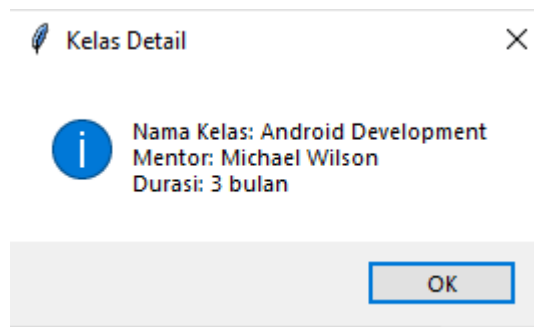 Kelas Detail
Nama Kelas: Android Development
Mentor: Michael Wilson
Durasi: 3 bulan
OK